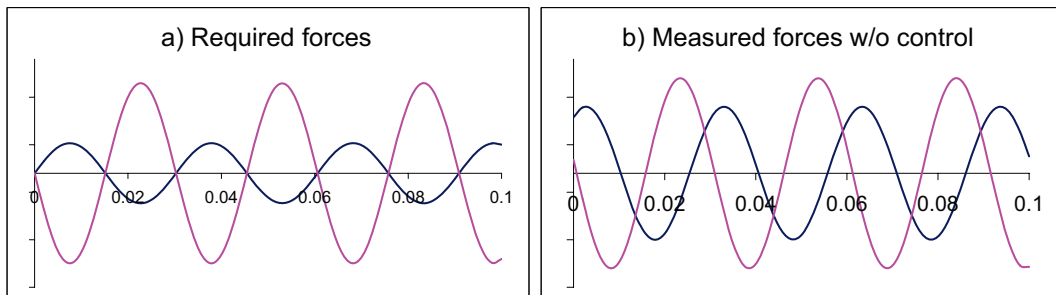 a) Required forces
0 0.02 0.04 0.06 0.08 0.1
b) Measured forces w/o control
0 0.02 0.04 0.06 0.08 0.1